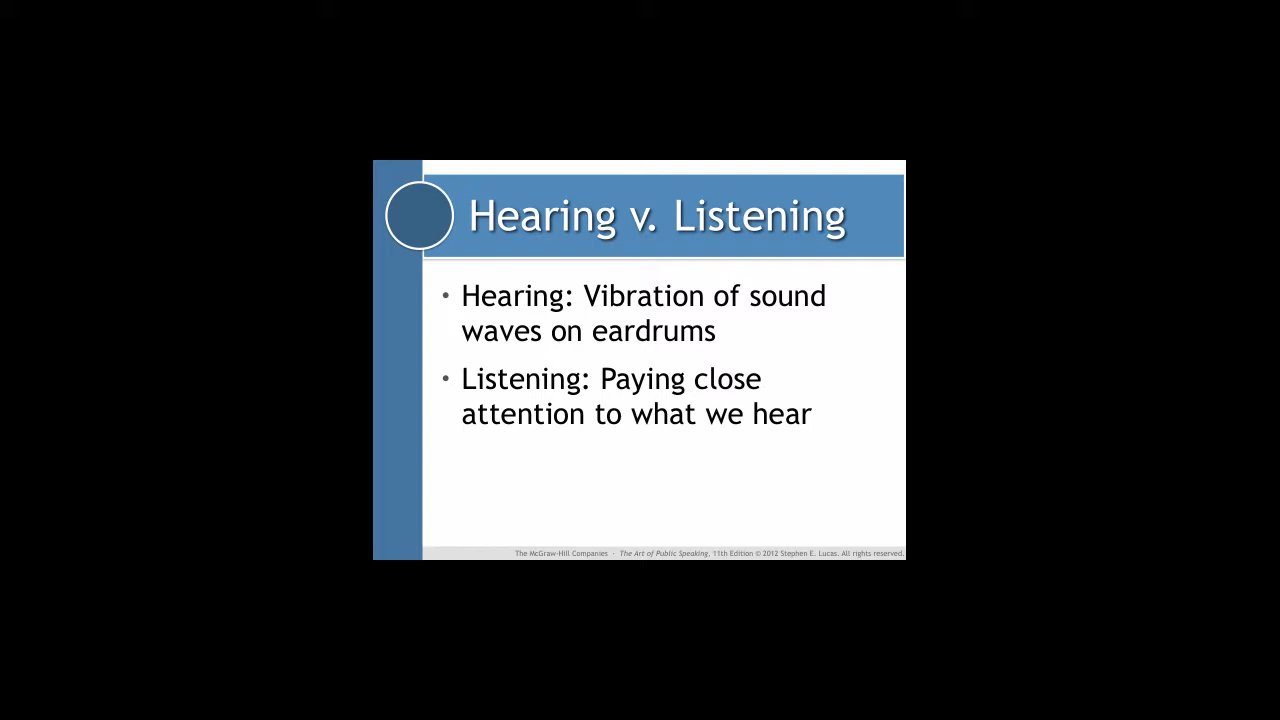 Hearing v. Listening
• Hearing: Vibration of sound
waves on eardrums
• Listening: Paying close
attention to what we hear
The McGraw-Hill Companies · The Art of Public Speaking, 11th Edition © 2012 Stephen E. Lucas. All rights reserved.